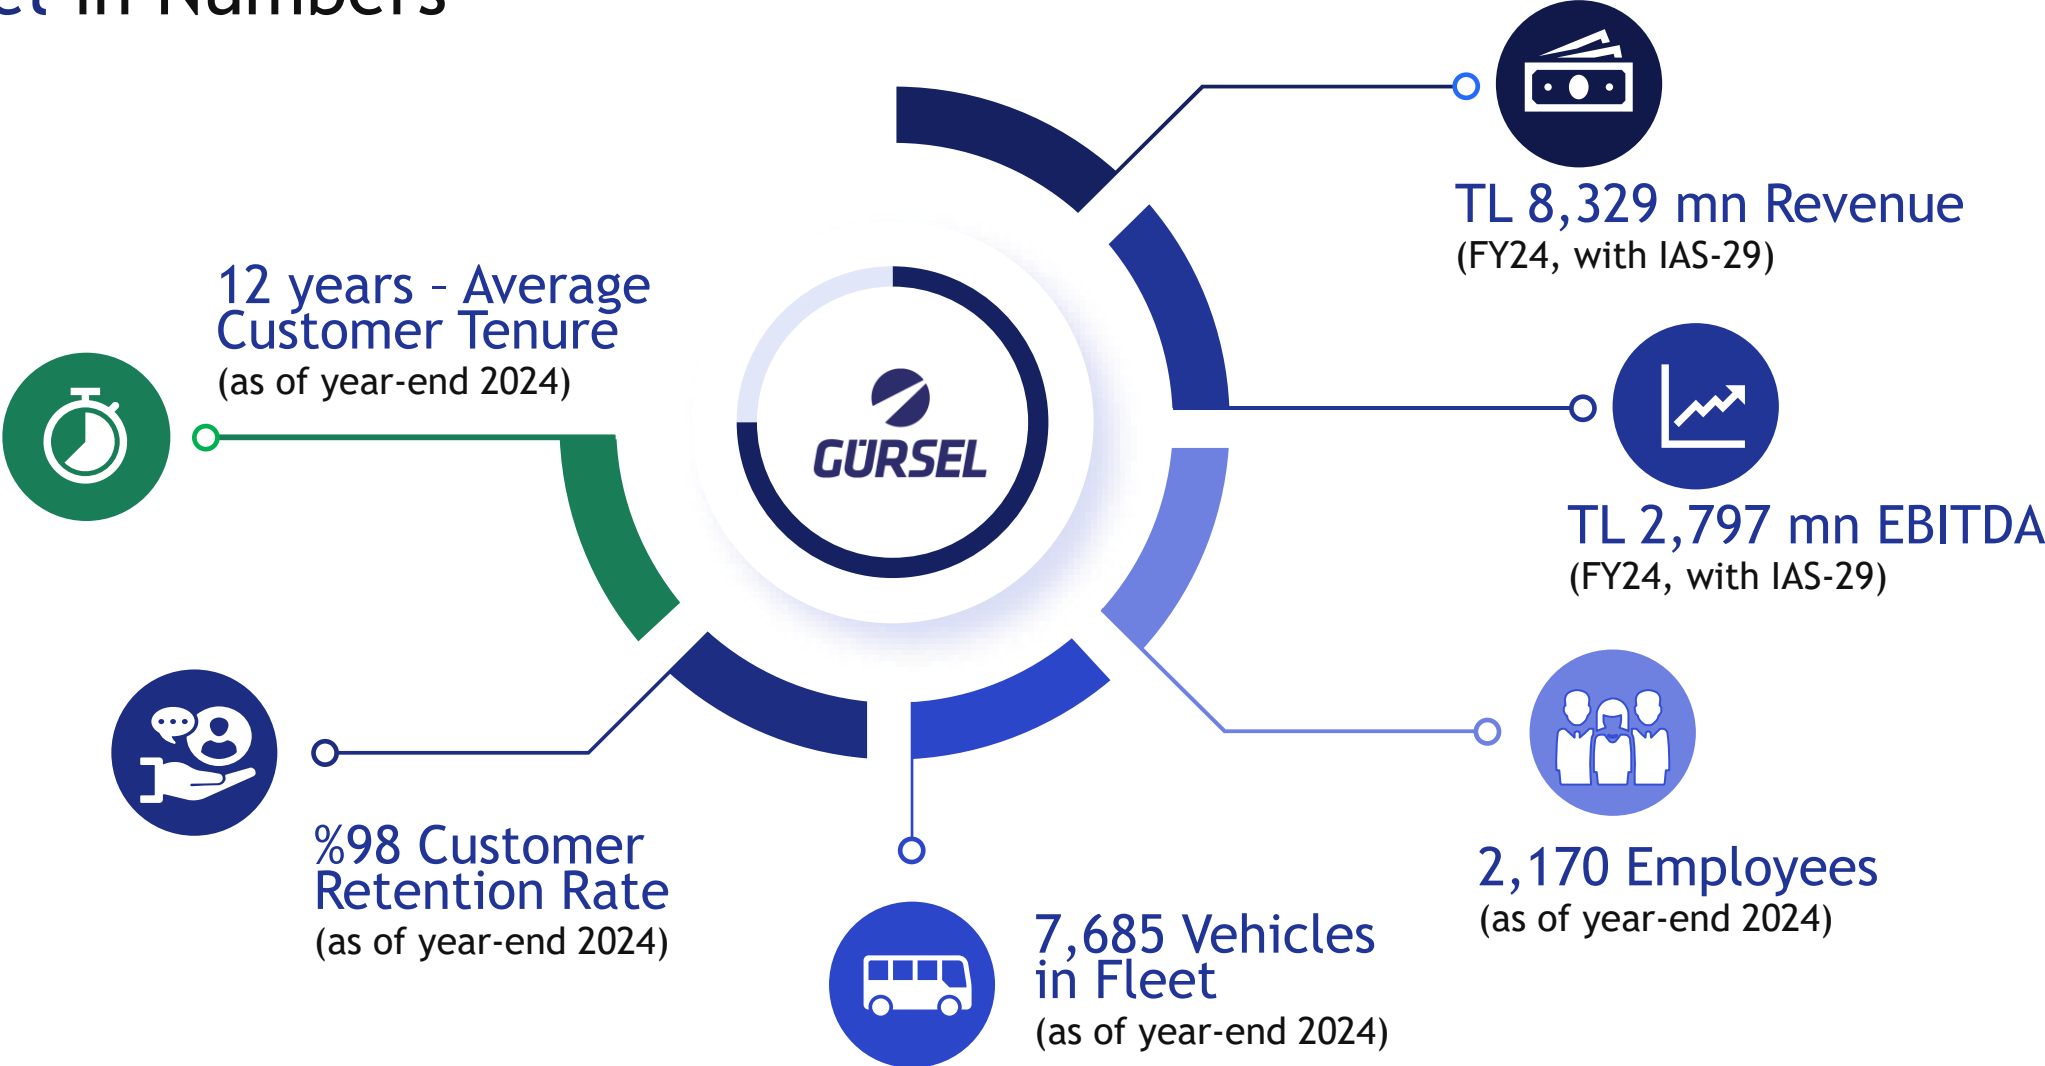 in Numbers
TL 8,329 mn Revenue
(FY24, with IAS-29)
12 years – Average
Customer Tenure
(as of year-end 2024)
GÜRSEL
TL 2,797 mn EBITDA
(FY24, with IAS-29)
%98 Customer
Retention Rate
(as of year-end 2024)
2,170 Employees
(as of year-end 2024)
7,685 Vehicles
in Fleet
(as of year-end 2024)